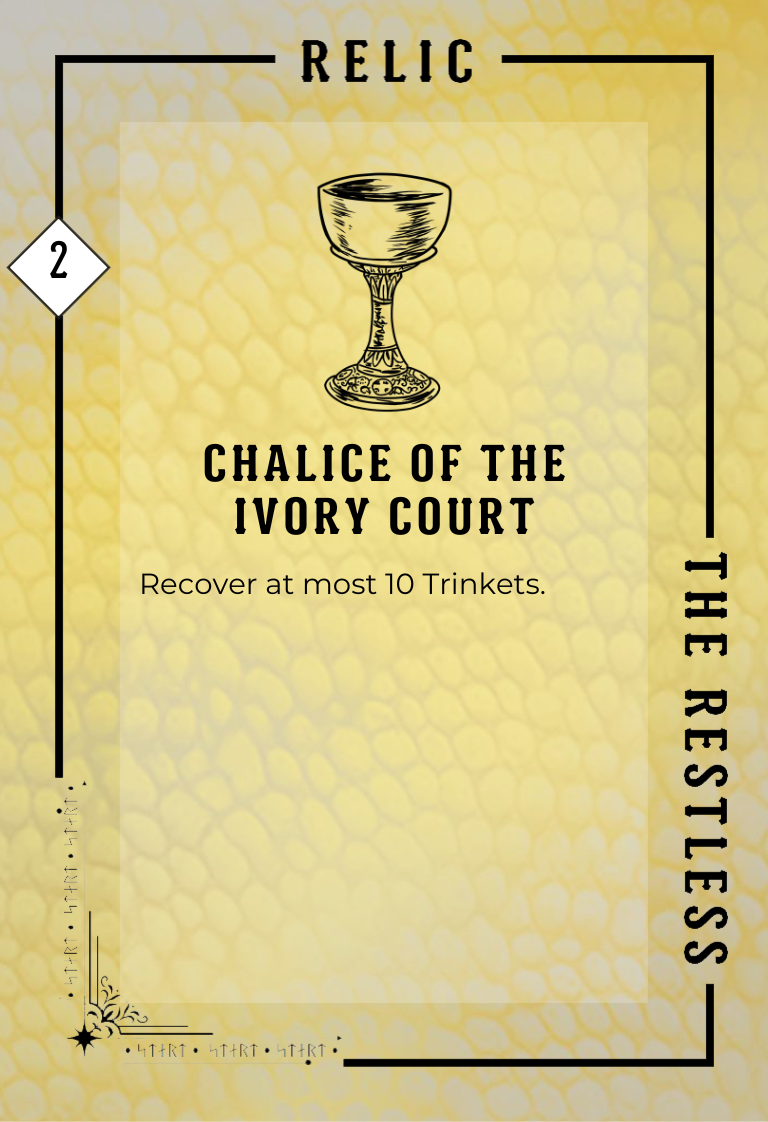 RELIC
2
CHALICE OF THE
IVORY COURT
Recover at most 10 Trinkets.
THE RESTLESS